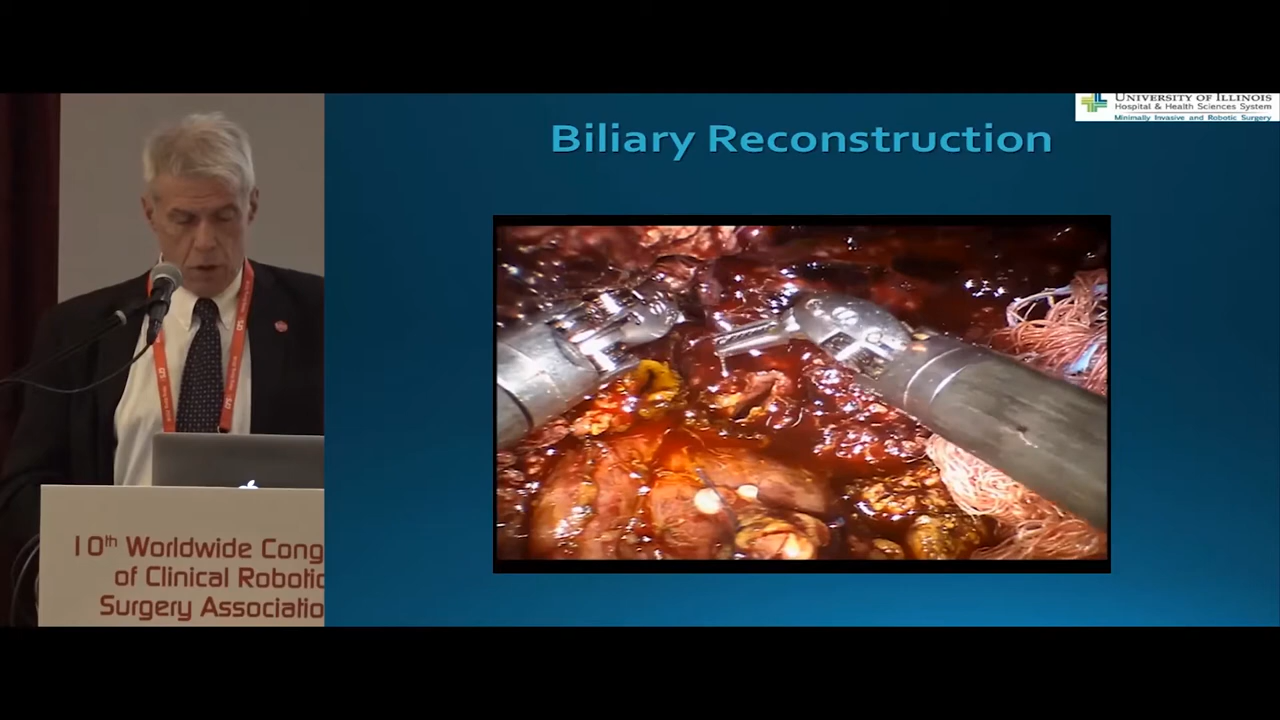 UNIVERSITY OF ILLINOIS
Hospital & Health Sciences System
Minimally Invasive and Robotic Surgery
Biliary Reconstruction
10th Worldwide Cong
of Clinical Robotic
Surgery Association